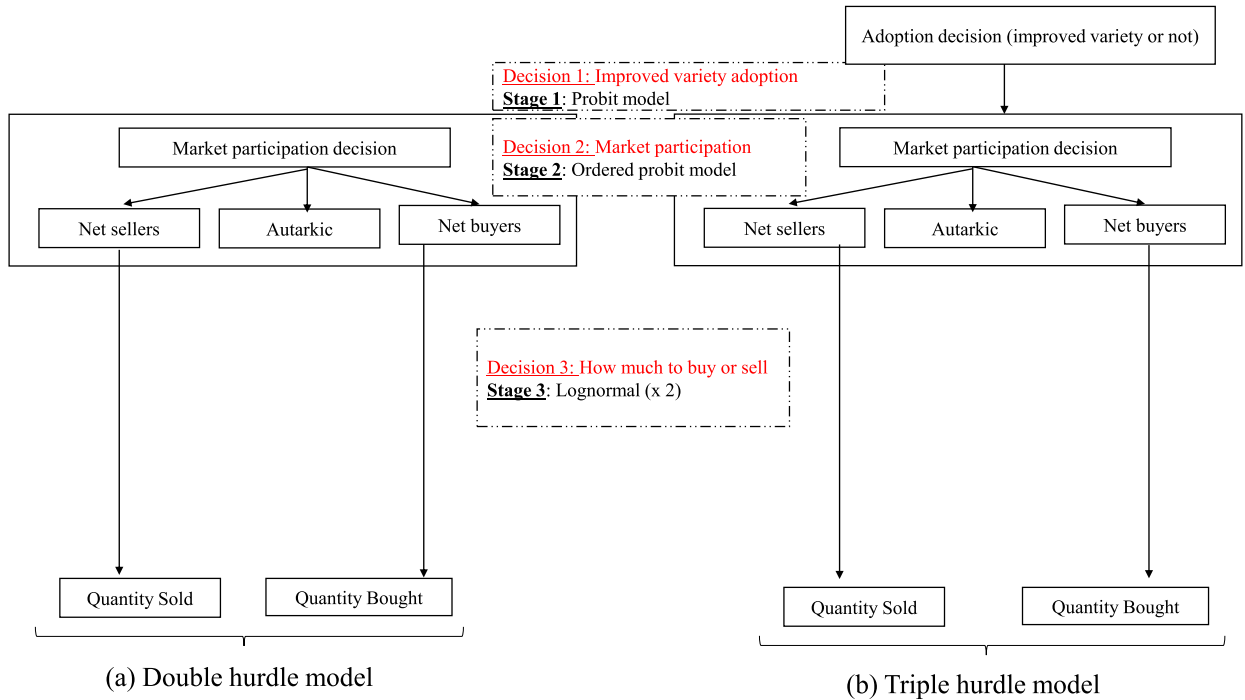 Adoption decision (improved variety or not)
Decision 1: Improved variety adoption
Stage 1: Probit model
Market participation decision
Net sellers
Autarkic
Net buyers
Decision 2: Market participation
Stage 2: Ordered probit model
Market participation decision
Net sellers
Autarkic
Net buyers
Decision 3: How much to buy or sell
Stage 3: Lognormal (x 2)
Quantity Sold
Quantity Bought
Quantity Sold
Quantity Bought
(a) Double hurdle model
(b) Triple hurdle model